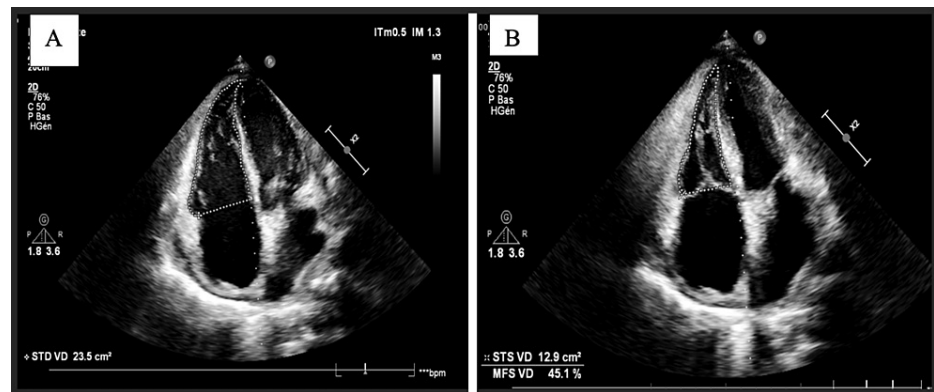 A
ITm0.5 IM 1.3
20cm
2D
76%
C 50
P Bas
HGén
M3
X2
G
P R
1.8 3.6
STD VD 23.5 cm²
***bpm
B
2D
76%
C 50
P Bas
HGén
X2
G
P R
1.8 3.6
STS VD 12.9 cm²
MFS VD 45.1 %